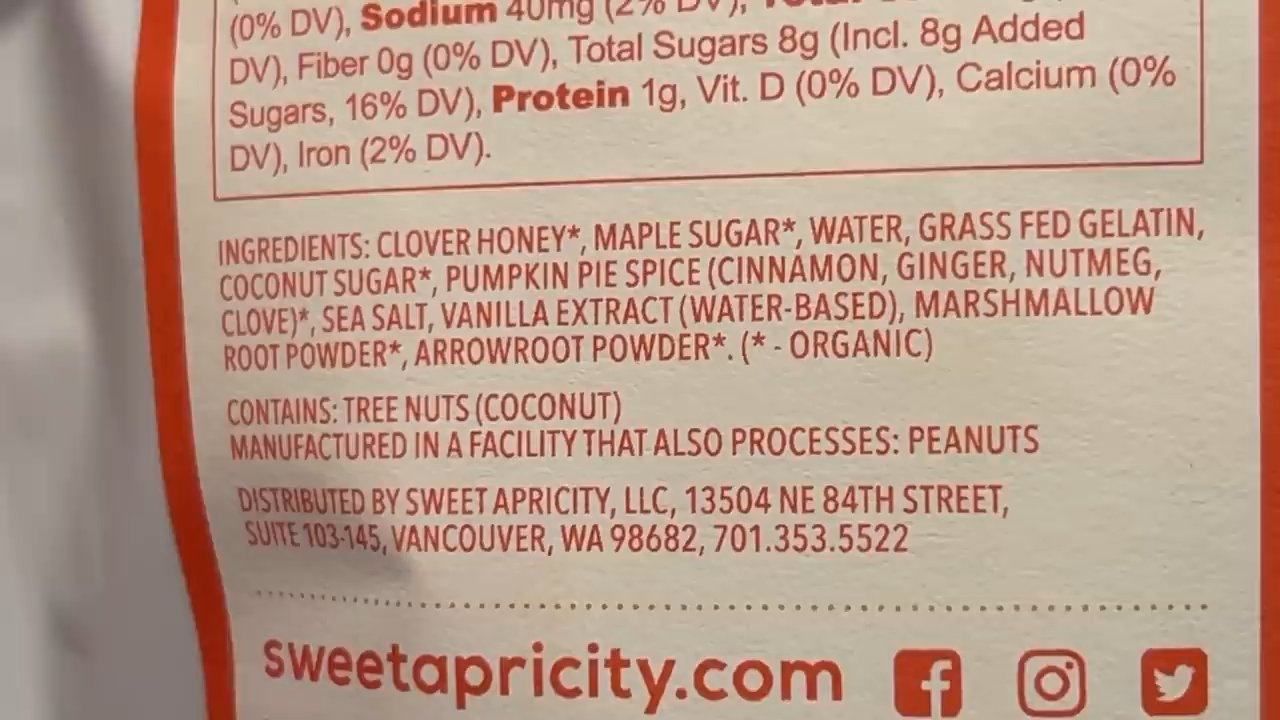 (0% DV), Sodium 40mg (2% DV),
DV), Fiber 0g (0% DV), Total Sugars 8g (Incl. 8g Added
Sugars, 16% DV), Protein 1g, Vit. D (0% DV), Calcium (0%
DV), Iron (2% DV).
INGREDIENTS: CLOVER HONEY*, MAPLE SUGAR*, WATER, GRASS FED GELATIN,
COCONUT SUGAR*, PUMPKIN PIE SPICE (CINNAMON, GINGER, NUTMEG,
CLOVE)*, SEA SALT, VANILLA EXTRACT (WATER-BASED), MARSHMALLOW
ROOT POWDER*, ARROWROOT POWDER*. (* - ORGANIC)
CONTAINS: TREE NUTS (COCONUT)
MANUFACTURED IN A FACILITY THAT ALSO PROCESSES: PEANUTS
DISTRIBUTED BY SWEET APRICITY, LLC, 13504 NE 84TH STREET,
SUITE 103-145, VANCOUVER, WA 98682, 701.353.5522
sweetapricity.com